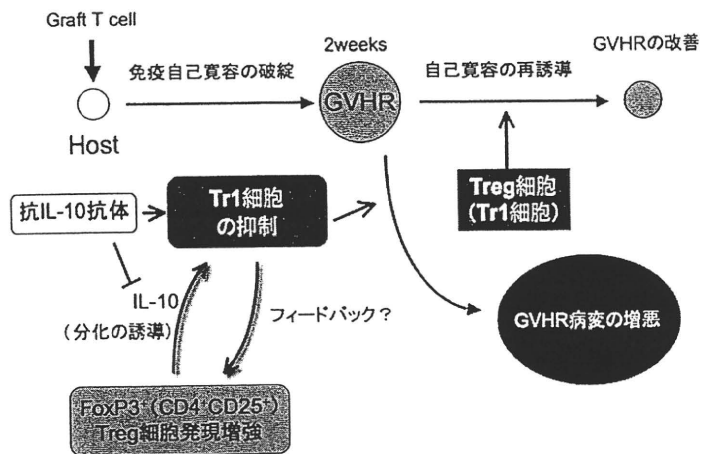 Graft T cell
免疫自己寛容の破綻
2weeks
GVHR
自己寛容の再誘導
GVHRの改善
Host
抗IL-10抗体
Tr1細胞
の抑制
Treg細胞
(Tr1細胞)
IL-10
(分化の誘導)
フィードバック?
GVHR病変の増悪
FoxP3⁺(CD4⁺CD25⁺)
Treg細胞発現増強